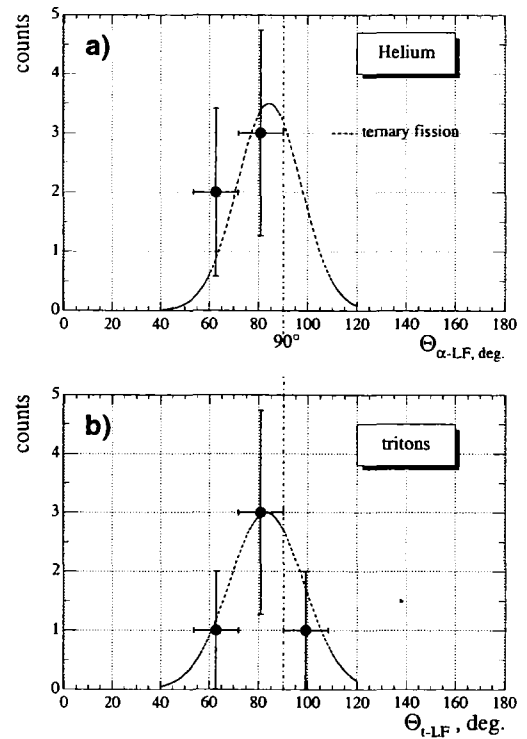 counts
5
4
3
2
1
0
a)
Helium
ternary fission
0 20 40 60 80 100 120 140 160 180
90°
Θα-LF, deg.
counts
5
4
3
2
1
0
b)
tritons
0 20 40 60 80 100 120 140 160 180
Θt-LF , deg.